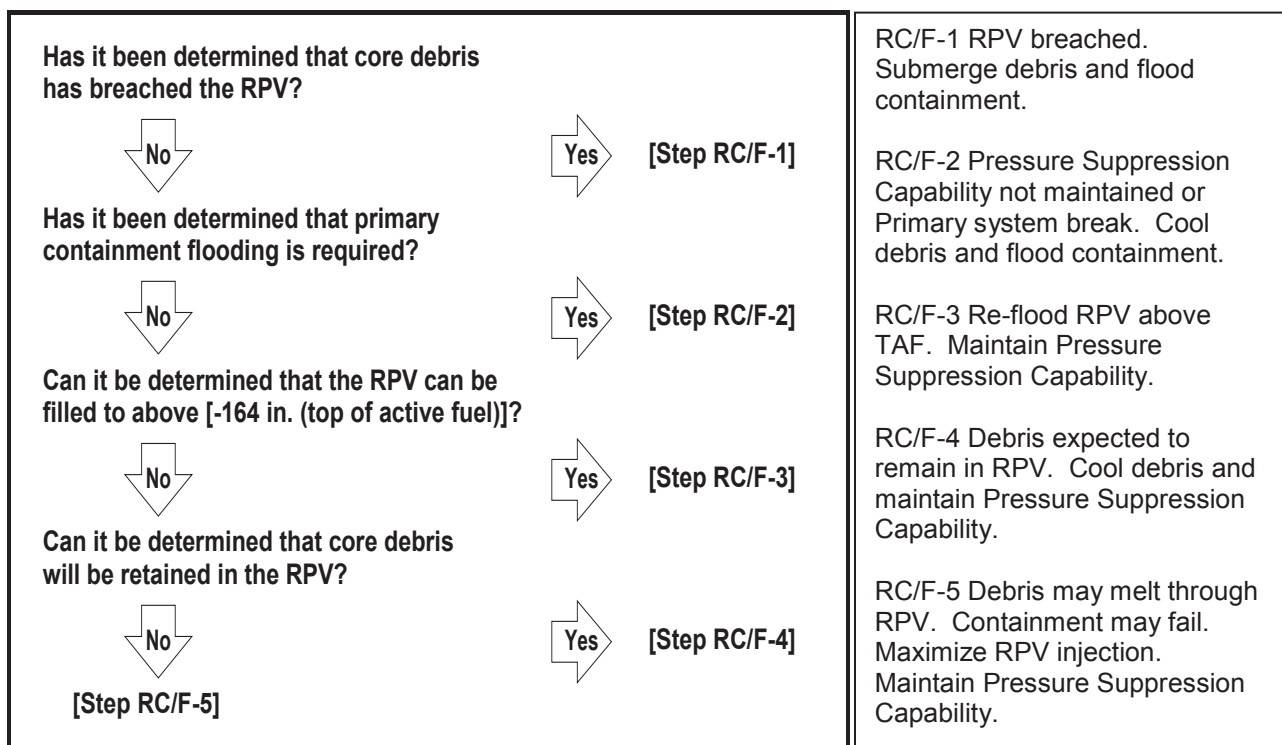 Has it been determined that core debris
has breached the RPV?
No
Yes
[Step RC/F-1]
Has it been determined that primary
containment flooding is required?
No
Yes
[Step RC/F-2]
Can it be determined that the RPV can be
filled to above [-164 in. (top of active fuel)]?
No
Yes
[Step RC/F-3]
Can it be determined that core debris
will be retained in the RPV?
No
Yes
[Step RC/F-4]
[Step RC/F-5]
RC/F-1 RPV breached.
Submerge debris and flood
containment.
RC/F-2 Pressure Suppression
Capability not maintained or
Primary system break. Cool
debris and flood containment.
RC/F-3 Re-flood RPV above
TAF. Maintain Pressure
Suppression Capability.
RC/F-4 Debris expected to
remain in RPV. Cool debris and
maintain Pressure Suppression
Capability.
RC/F-5 Debris may melt through
RPV. Containment may fail.
Maximize RPV injection.
Maintain Pressure Suppression
Capability.